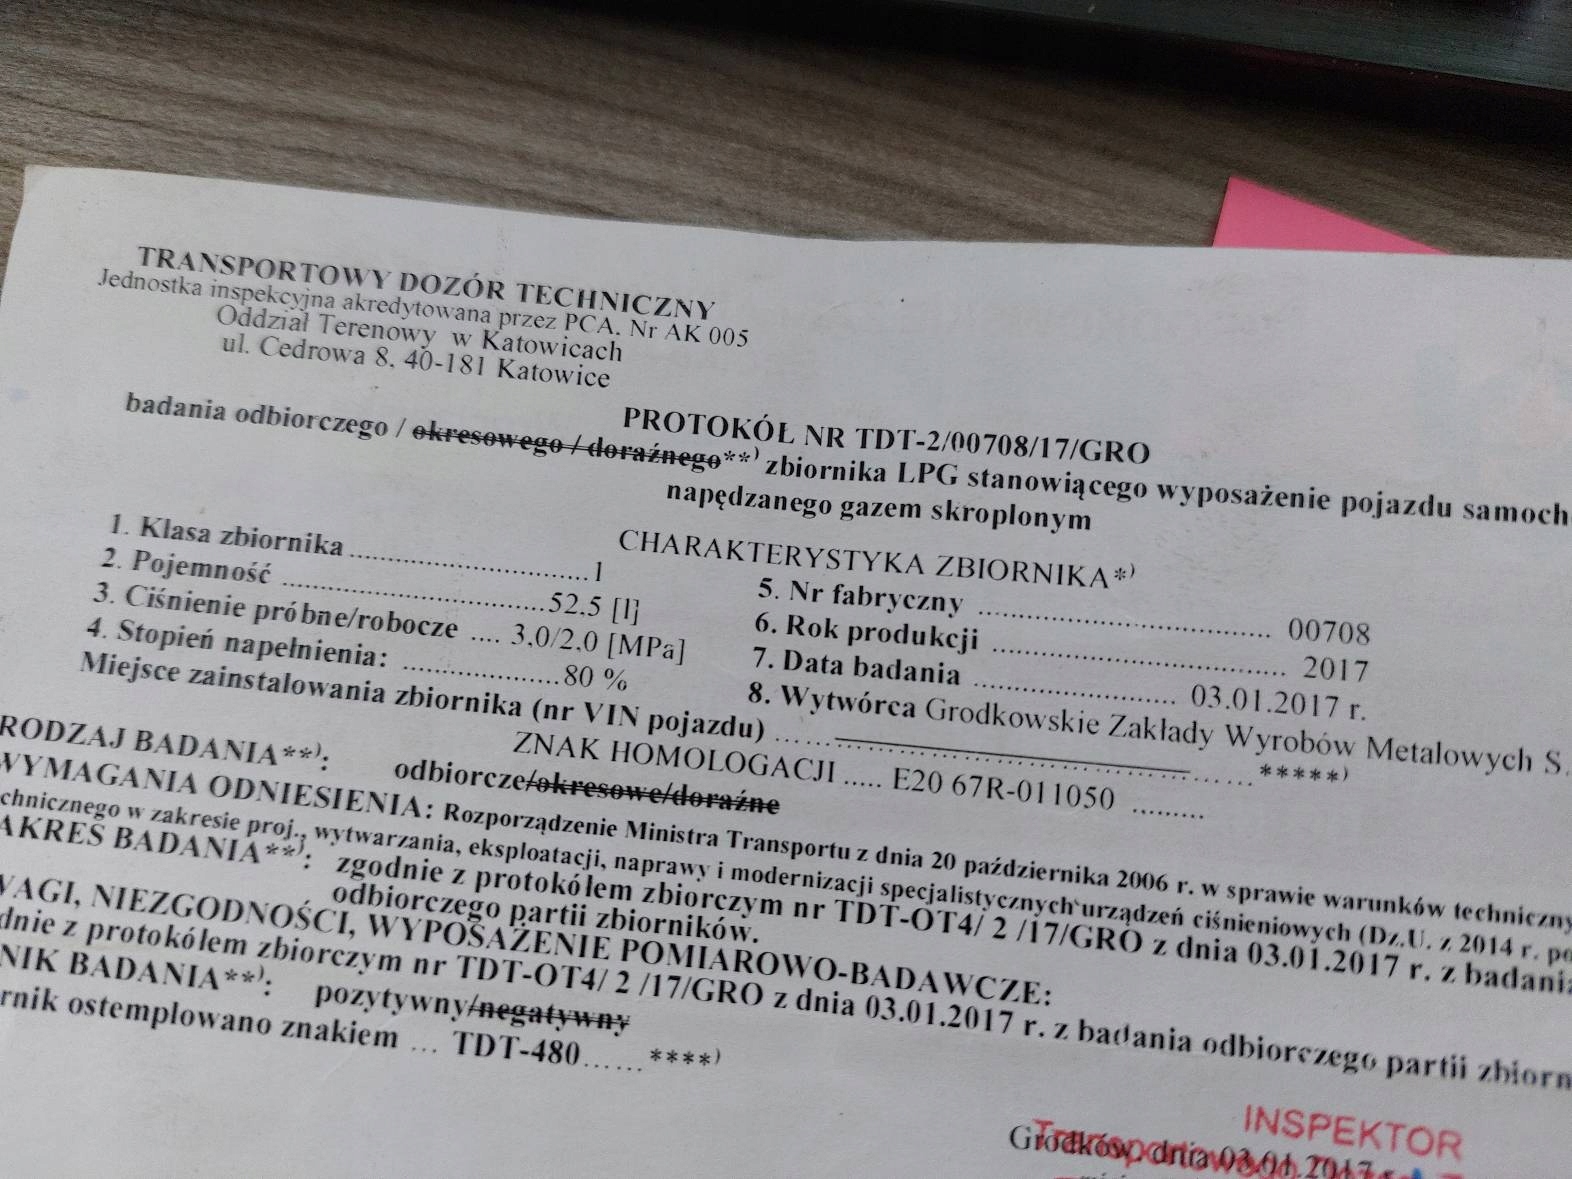 TRANSPORTOWY DOZÓR TECHNICZNY
Jednostka inspekcyjna akredytowana przez PCA. Nr AK 005
Oddział Terenowy w Katowicach
ul. Cedrowa 8, 40-181 Katowice
PROTOKÓŁ NR TDT-2/00708/17/GRO
badania odbiorczego / okresowego / doraźnego**) zbiornika LPG stanowiącego wyposażenie pojazdu samoch
napędzanego gazem skroplonym
CHARAKTERYSTYKA ZBIORNIKA*)
1. Klasa zbiornika .............................. 1
2. Pojemność .................................. 52,5 [l]
3. Ciśnienie próbne/robocze .... 3,0/2,0 [MPa]
4. Stopień napełnienia: .................... 80 %
5. Nr fabryczny ..................................... 00708
6. Rok produkcji ..................................... 2017
7. Data badania .......................... 03.01.2017 r.
8. Wytwórca Grodkowskie Zakłady Wyrobów Metalowych S.
Miejsce zainstalowania zbiornika (nr VIN pojazdu) ........................................ *****)
ZNAK HOMOLOGACJI ..... E20 67R-011050 .........
RODZAJ BADANIA**): odbiorcze/okresowe/doraźne
WYMAGANIA ODNIESIENIA: Rozporządzenie Ministra Transportu z dnia 20 października 2006 r. w sprawie warunków techniczny
chnicznego w zakresie proj., wytwarzania, eksploatacji, naprawy i modernizacji specjalistycznych urządzeń ciśnieniowych (Dz.U. z 2014 r. po
AKRES BADANIA**): zgodnie z protokółem zbiorczym nr TDT-OT4/ 2 /17/GRO z dnia 03.01.2017 r. z badania
odbiorczego partii zbiorników.
WAGI, NIEZGODNOŚCI, WYPOSAŻENIE POMIAROWO-BADAWCZE:
dnie z protokółem zbiorczym nr TDT-OT4/ 2 /17/GRO z dnia 03.01.2017 r. z badania odbiorczego partii zbiorn
NIK BADANIA**): pozytywny/negatywny
rnik ostemplowano znakiem ... TDT-480...... ****)
INSPEKTOR
Grodków, dnia 03.01.2017 r.